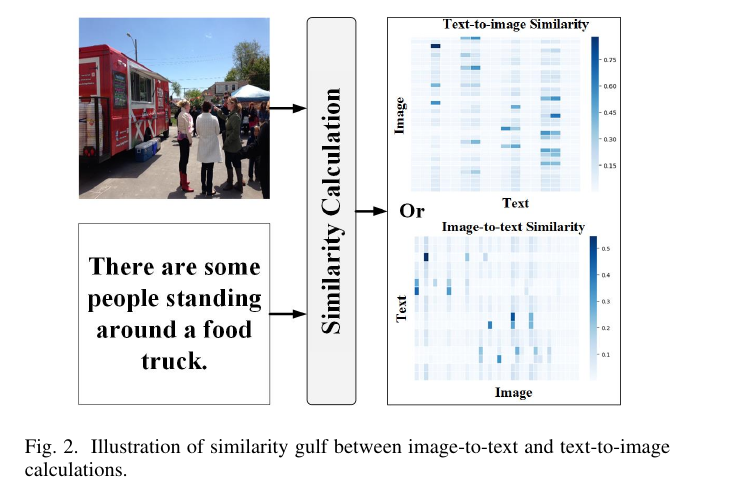 Text-to-image Similarity
Image
0.75
0.60
0.45
0.30
0.15
Text
Similarity Calculation
Or
There are some
people standing
around a food
truck.
Image-to-text Similarity
Text
0.5
0.4
0.3
0.2
0.1
Image
Fig. 2. Illustration of similarity gulf between image-to-text and text-to-image
calculations.